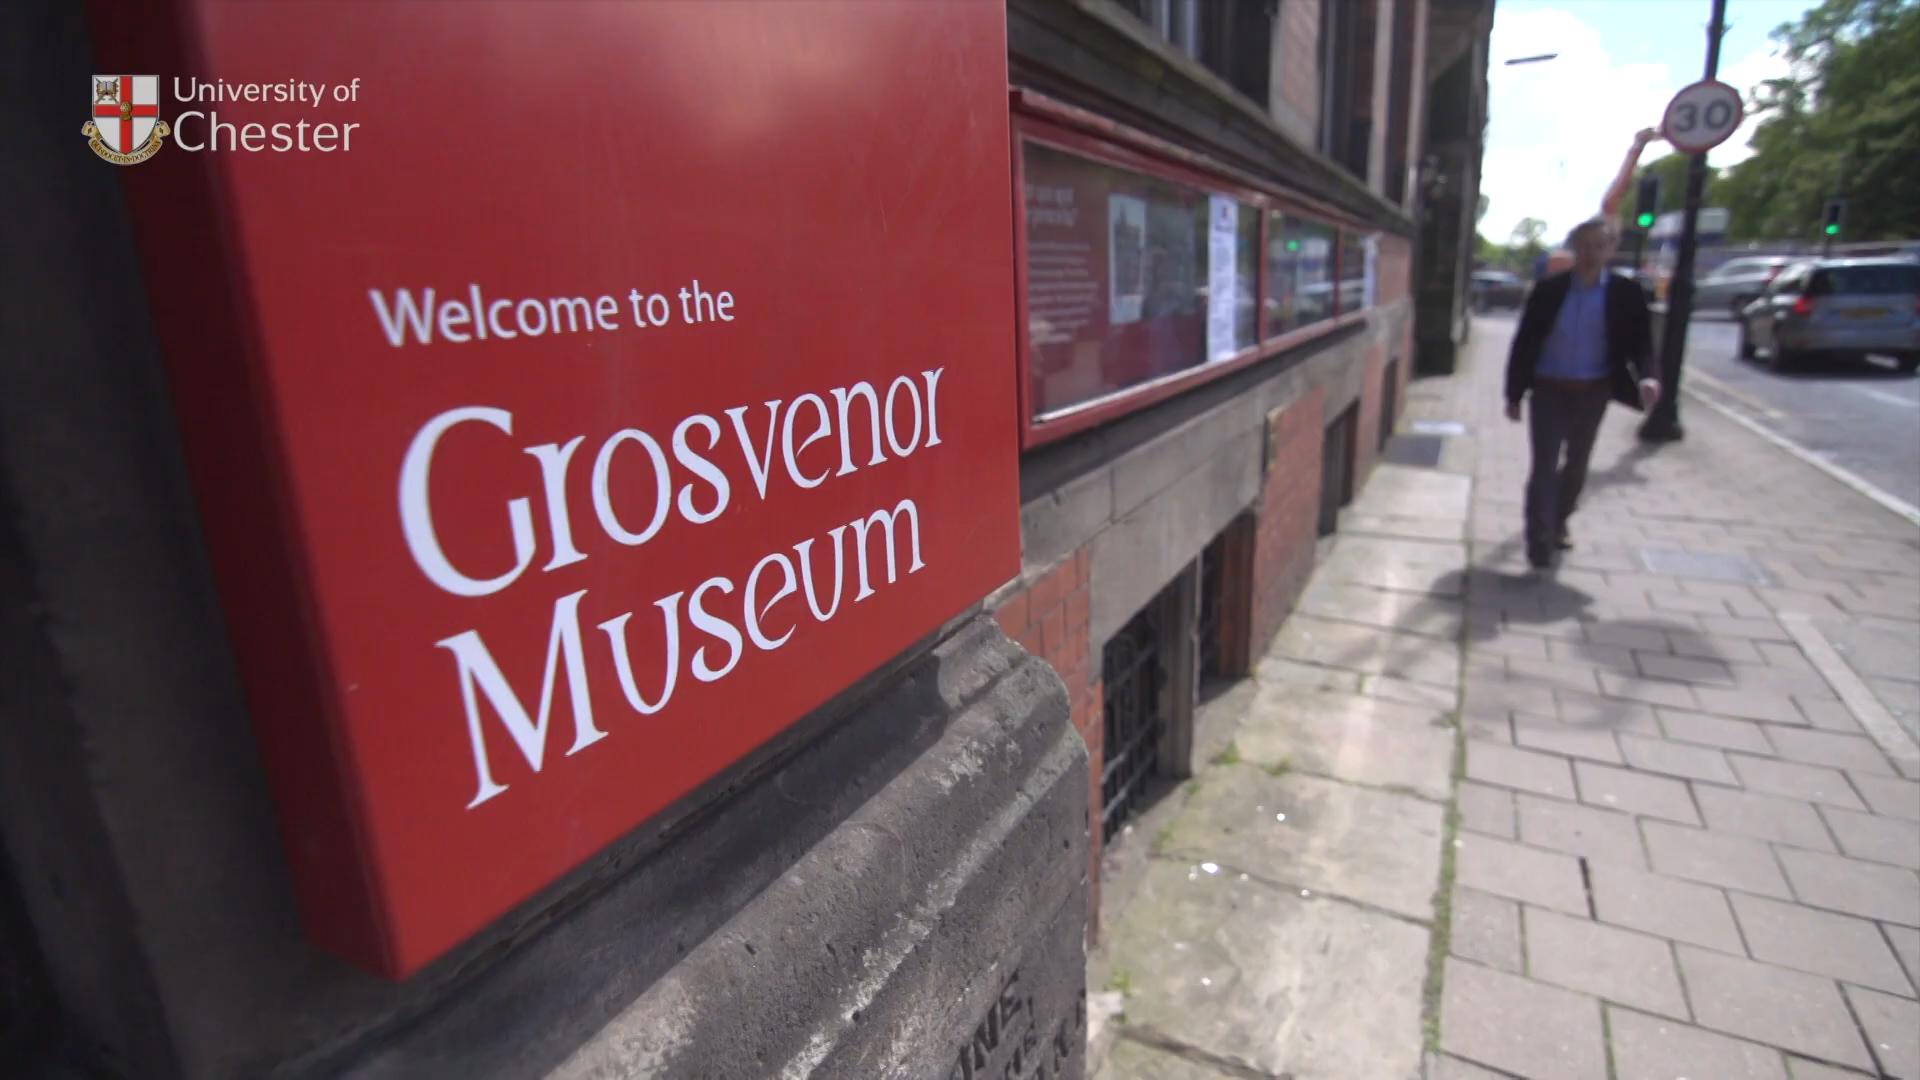 University of
Chester
Welcome to the
Grosvenor
Museum
30